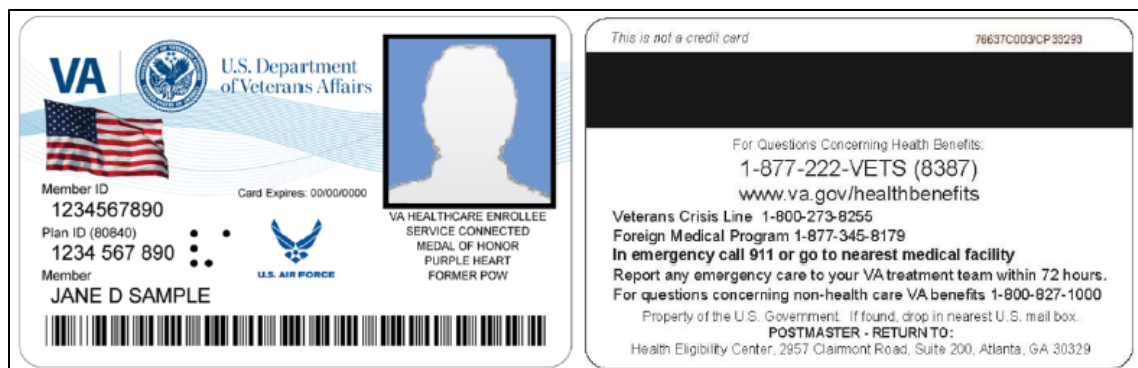 VA
U.S. Department
of Veterans Affairs
Member ID
1234567890
Card Expires: 00/00/0000
Plan ID (80840)
1234 567 890
U.S. AIR FORCE
Member
JANE D SAMPLE
VA HEALTHCARE ENROLLEE
SERVICE CONNECTED
MEDAL OF HONOR
PURPLE HEART
FORMER POW
This is not a credit card
76637C003/CP33293
For Questions Concerning Health Benefits:
1-877-222-VETS (8387)
www.va.gov/healthbenefits
Veterans Crisis Line 1-800-273-8255
Foreign Medical Program 1-877-345-8179
In emergency call 911 or go to nearest medical facility
Report any emergency care to your VA treatment team within 72 hours.
For questions concerning non-health care VA benefits 1-800-827-1000
Property of the U.S. Government. If found, drop in nearest U.S. mail box.
POSTMASTER - RETURN TO:
Health Eligibility Center, 2957 Clairmont Road, Suite 200, Atlanta, GA 30329